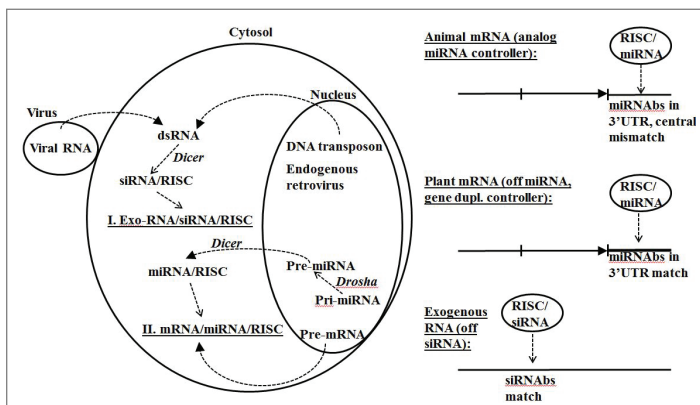 Cytosol
Nucleus
Virus
Viral RNA
dsRNA
Dicer
siRNA/RISC
I. Exo-RNA/siRNA/RISC
DNA transposon
Endogenous
retrovirus
Dicer
miRNA/RISC
Pre-miRNA
Drosha
Pri-miRNA
II. mRNA/miRNA/RISC
Pre-mRNA
Animal mRNA (analog
miRNA controller):
RISC/
miRNA
miRNAbs in
3’UTR, central
mismatch
Plant mRNA (off miRNA,
gene dupl. controller):
RISC/
miRNA
miRNAbs in
3’UTR match
Exogenous
RNA (off
siRNA):
RISC/
siRNA
siRNAbs
match